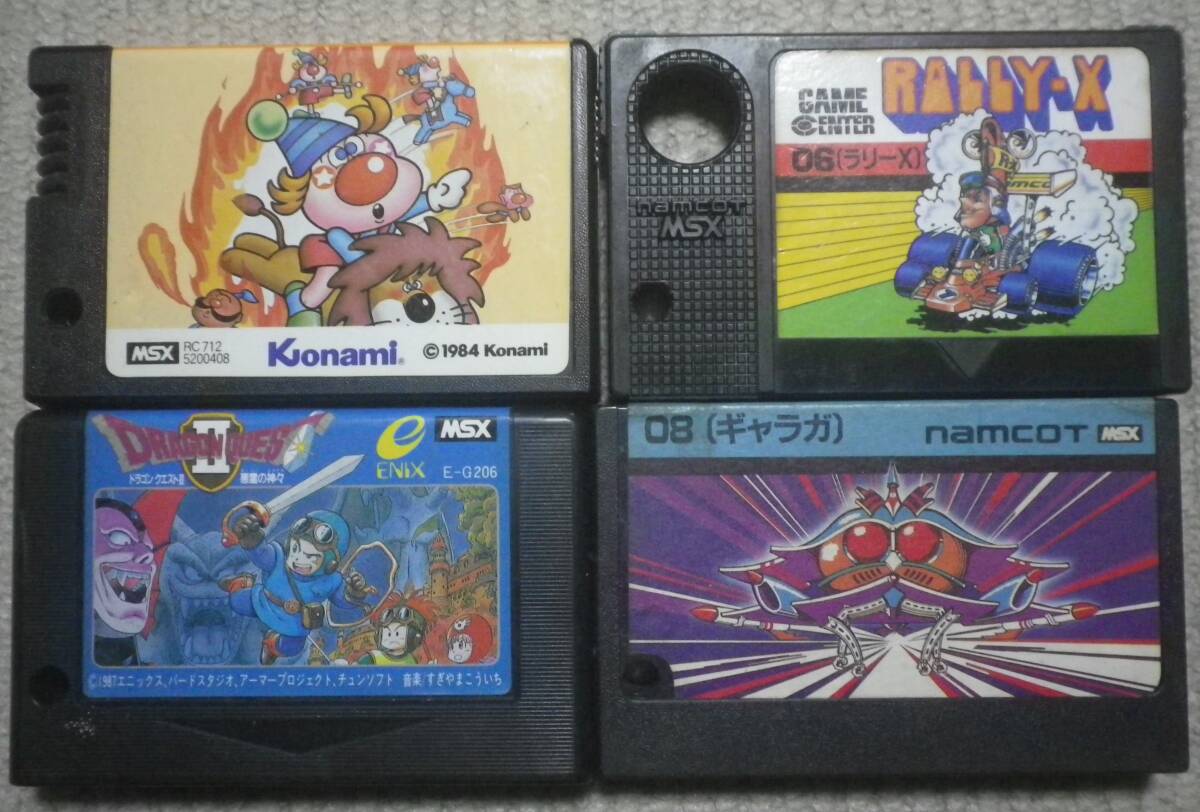 MSX RC 712
5200408
Konami® © 1984 Konami
RALLY-X
GAME
CENTER
06(ラリーX)
namcot
MSX
namco
DRAGON QUEST
II
ドラゴンクエストII 悪霊の神々
ENIX
MSX
E-G206
©1987エニックス、バードスタジオ、アーマープロジェクト、チュンソフト 音楽/すぎやまこういち
08 (ギャラガ) namcot MSX